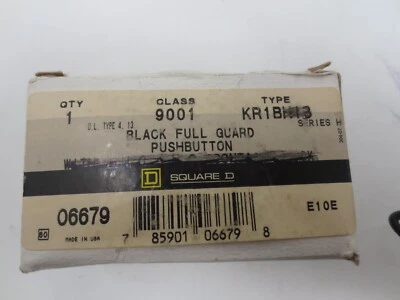 QTY CLASS TYPE
1 9001 KR1BH13
U.L. TYPE 4, 13 SERIES H
BLACK FULL GUARD
PUSHBUTTON
D SQUARE D
06679 E10E
80 MADE IN USA
7 85901 06679 8